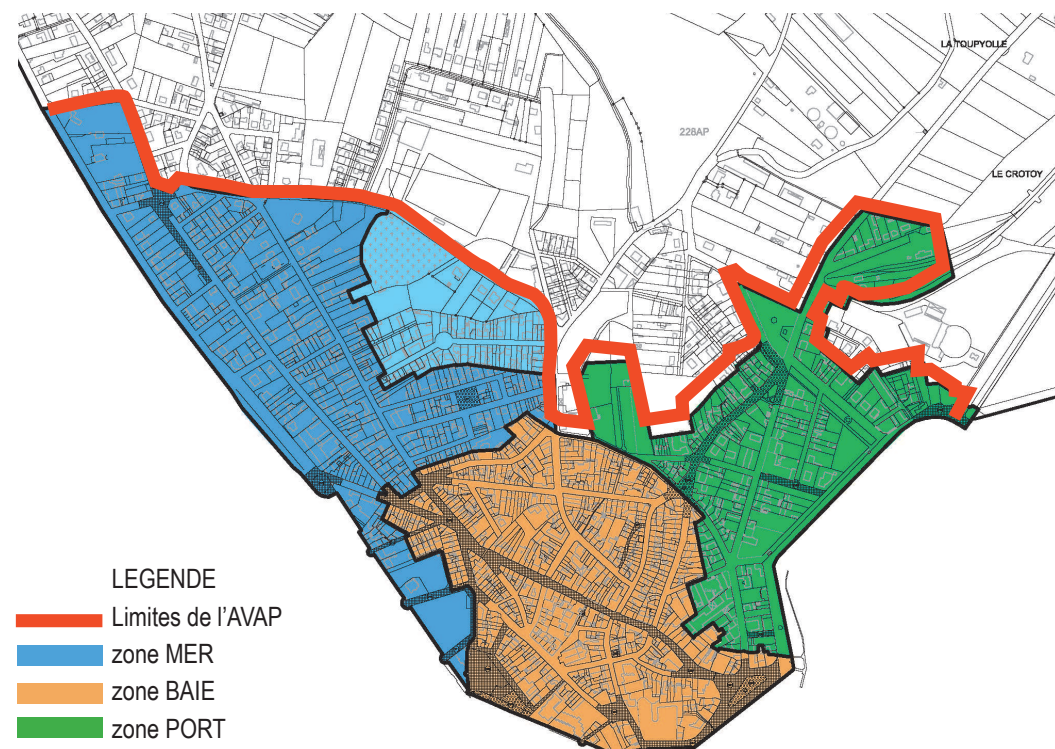 LA TOUPYOLLE
228AP
LE CROTOY
LEGENDE
Limites de l'AVAP
zone MER
zone BAIE
zone PORT